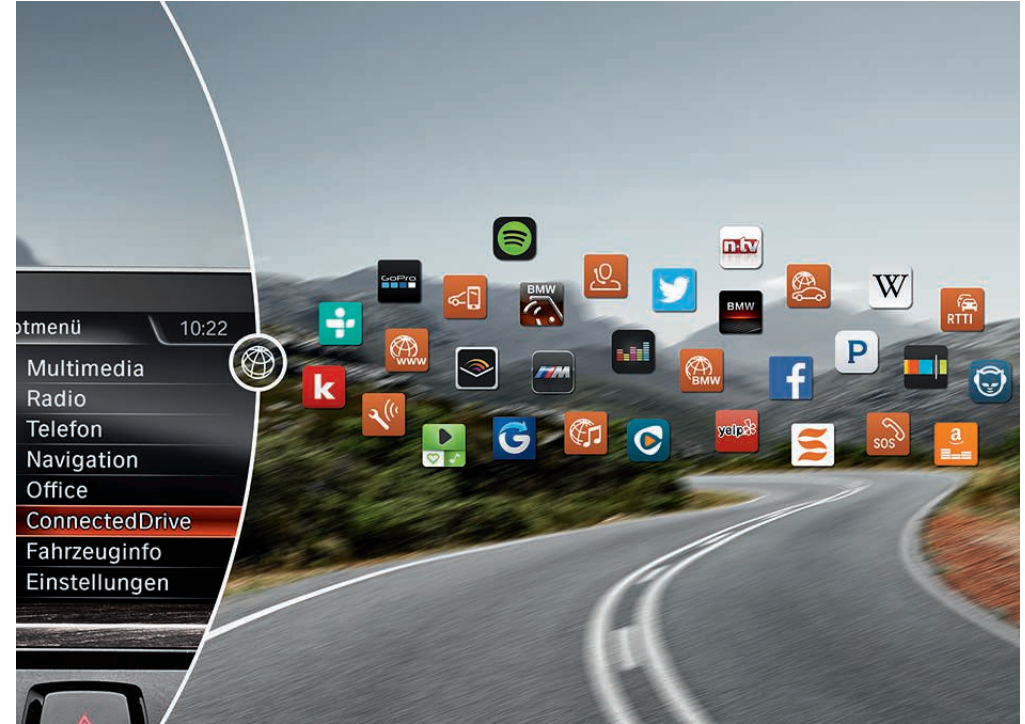 otmenü 10:22
Multimedia
Radio
Telefon
Navigation
Office
ConnectedDrive
Fahrzeuginfo
Einstellungen
GoPro
BMW
n-tv
BMW
W
RTTI
WWW
M
BMW
f
P
k
G
yelp
SOS
a